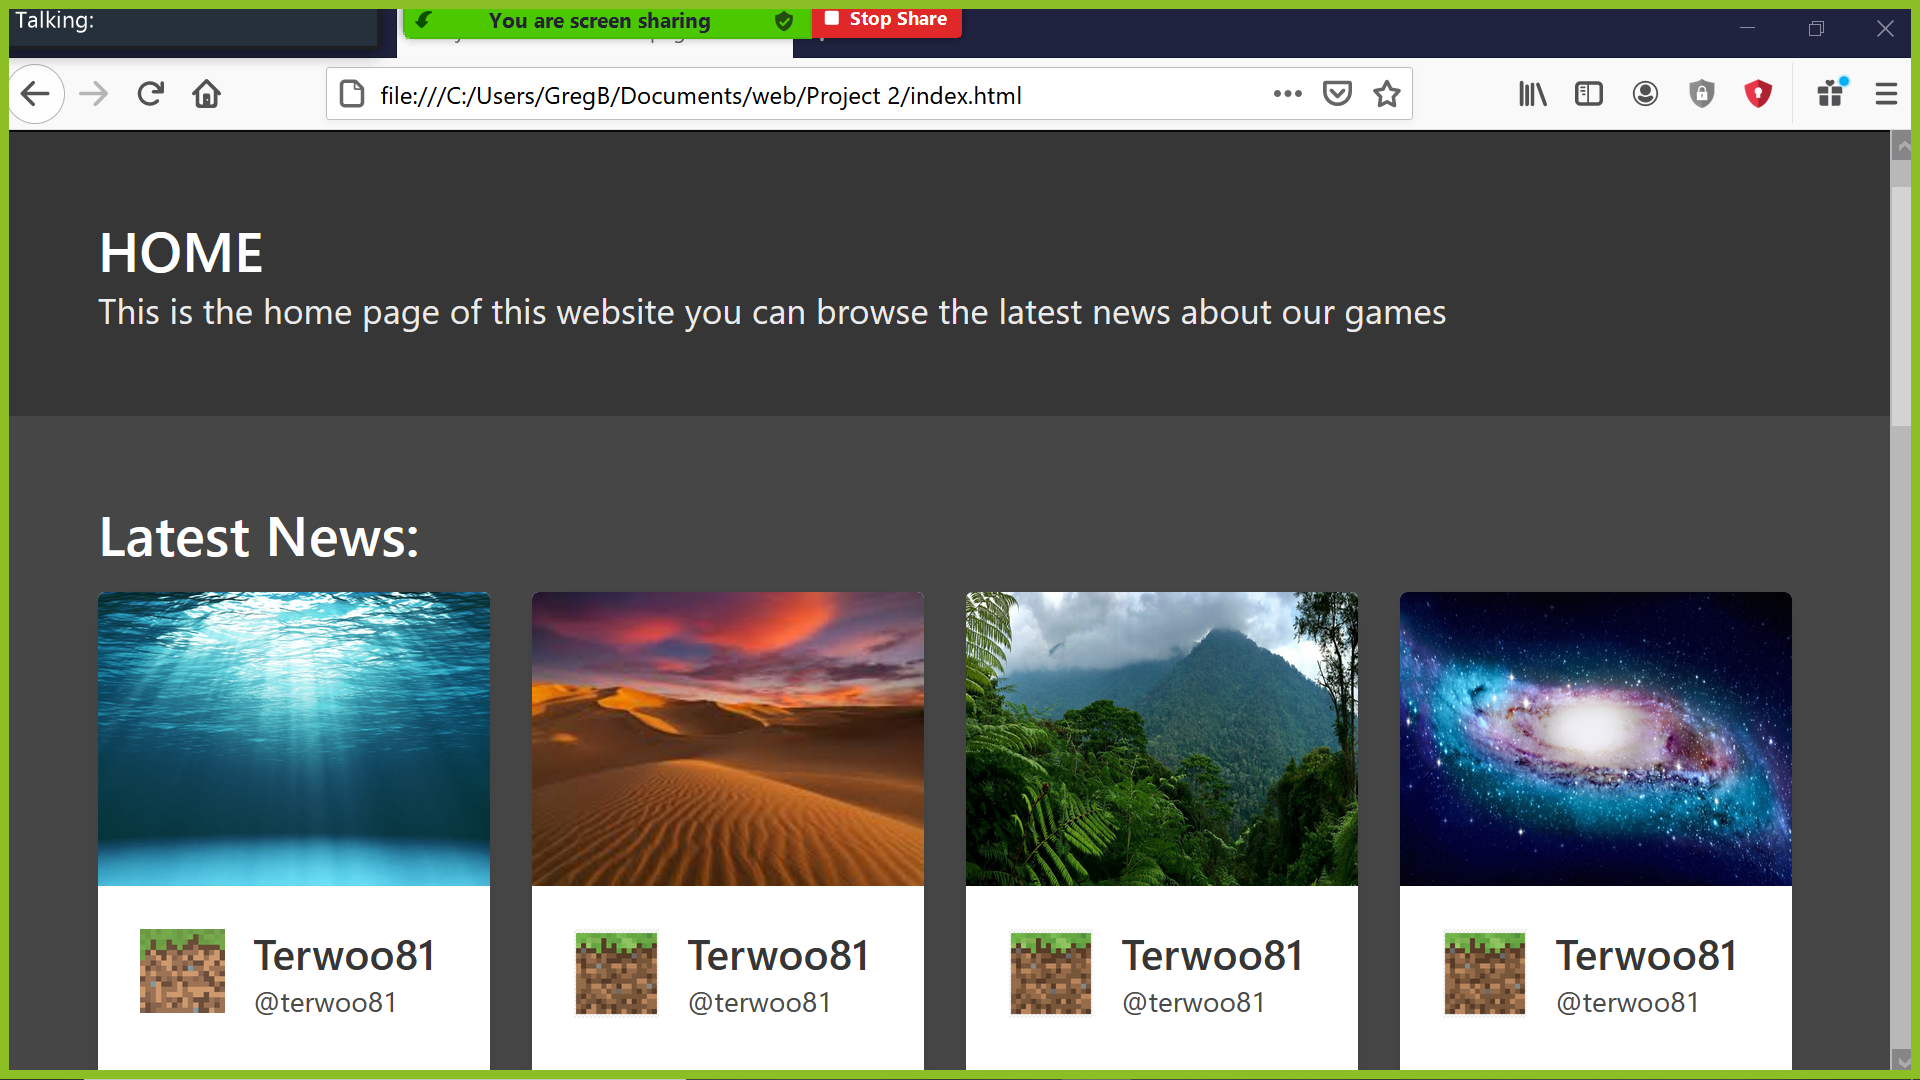 Talking:
You are screen sharing
Stop Share
file:///C:/Users/GregB/Documents/web/Project 2/index.html
HOME
This is the home page of this website you can browse the latest news about our games
Latest News:
Terwoo81
@terwoo81
Terwoo81
@terwoo81
Terwoo81
@terwoo81
Terwoo81
@terwoo81